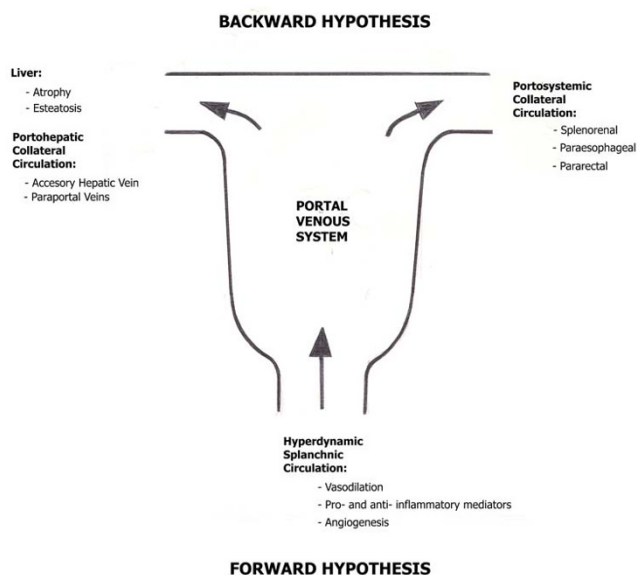 BACKWARD HYPOTHESIS
Liver:
- Atrophy
- Esteatosis
Portohepatic
Collateral
Circulation:
- Accesory Hepatic Vein
- Paraportal Veins
Portosystemic
Collateral
Circulation:
- Splenorenal
- Paraesophageal
- Pararectal
PORTAL
VENOUS
SYSTEM
Hyperdynamic
Splanchnic
Circulation:
- Vasodilation
- Pro- and anti- inflammatory mediators
- Angiogenesis
FORWARD HYPOTHESIS